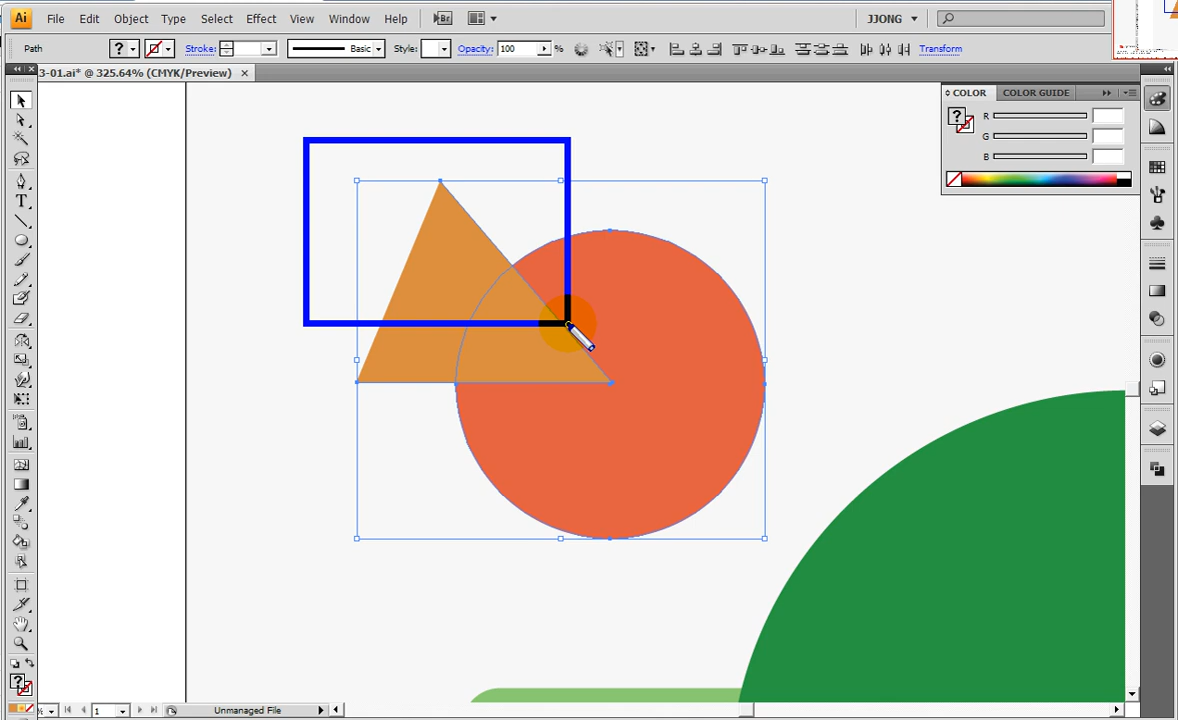 Ai File Edit Object Type Select Effect View Window Help Br JJONG
Path ? Stroke: Basic Style: Opacity: 100 % Transform
3-01.ai* @ 325.64% (CMYK/Preview)
COLOR COLOR GUIDE
? R
G
B
T
?
% 1 Unmanaged File